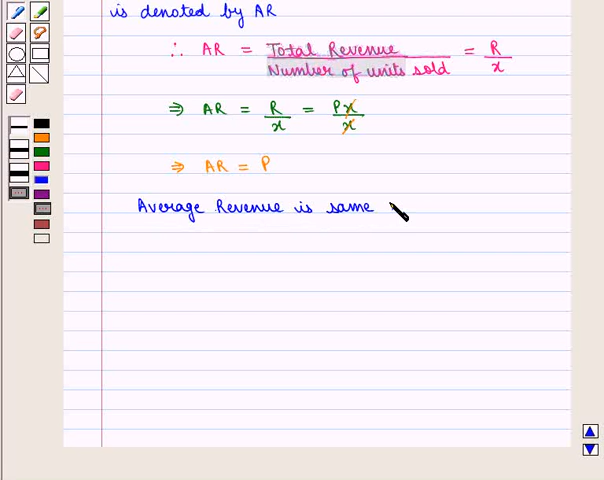 is denoted by AR
∴ AR = Total Revenue / Number of units sold = R/x
⇒ AR = R/x = Px/x
⇒ AR = P
Average Revenue is same